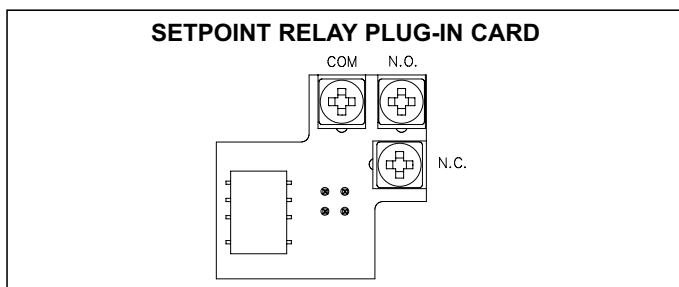 SETPOINT RELAY PLUG-IN CARD
COM N.O.
N.C.